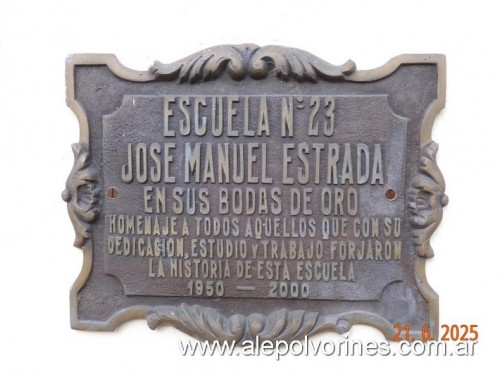 ESCUELA Nº 23
JOSE MANUEL ESTRADA
EN SUS BODAS DE ORO
HOMENAJE A TODOS AQUELLOS QUE CON SU
DEDICACION, ESTUDIO Y TRABAJO FORJARON
LA HISTORIA DE ESTA ESCUELA
1950 — 2000
21. 6. 2025
www.alepolvorines.com.ar